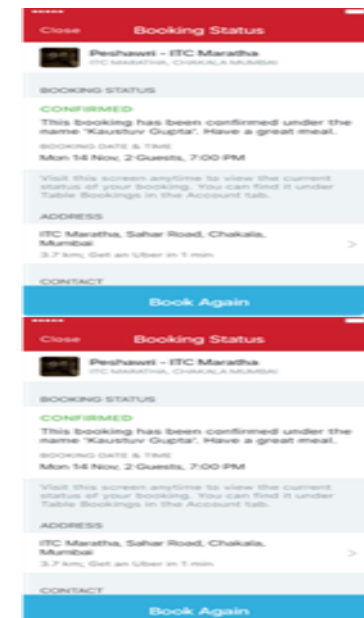 Close Booking Status
Peshawri - ITC Maratha
ITC MARATHA, CHAKALA MUMBAI
BOOKING STATUS
CONFIRMED
This booking has been confirmed under the
name "Kaustuv Gupta". Have a great meal.
BOOKING DATE & TIME
Mon 14 Nov, 2 Guests, 7:00 PM
Visit this screen anytime to view the current
status of your booking. You can find it under
Table Bookings in the Account tab.
ADDRESS
ITC Maratha, Sahar Road, Chakala,
Mumbai
3.7 km, Get an Uber in 1 min
CONTACT
Book Again
Close Booking Status
Peshawri - ITC Maratha
ITC MARATHA, CHAKALA MUMBAI
BOOKING STATUS
CONFIRMED
This booking has been confirmed under the
name "Kaustuv Gupta". Have a great meal.
BOOKING DATE & TIME
Mon 14 Nov, 2 Guests, 7:00 PM
Visit this screen anytime to view the current
status of your booking. You can find it under
Table Bookings in the Account tab.
ADDRESS
ITC Maratha, Sahar Road, Chakala,
Mumbai
3.7 km, Get an Uber in 1 min
CONTACT
Book Again